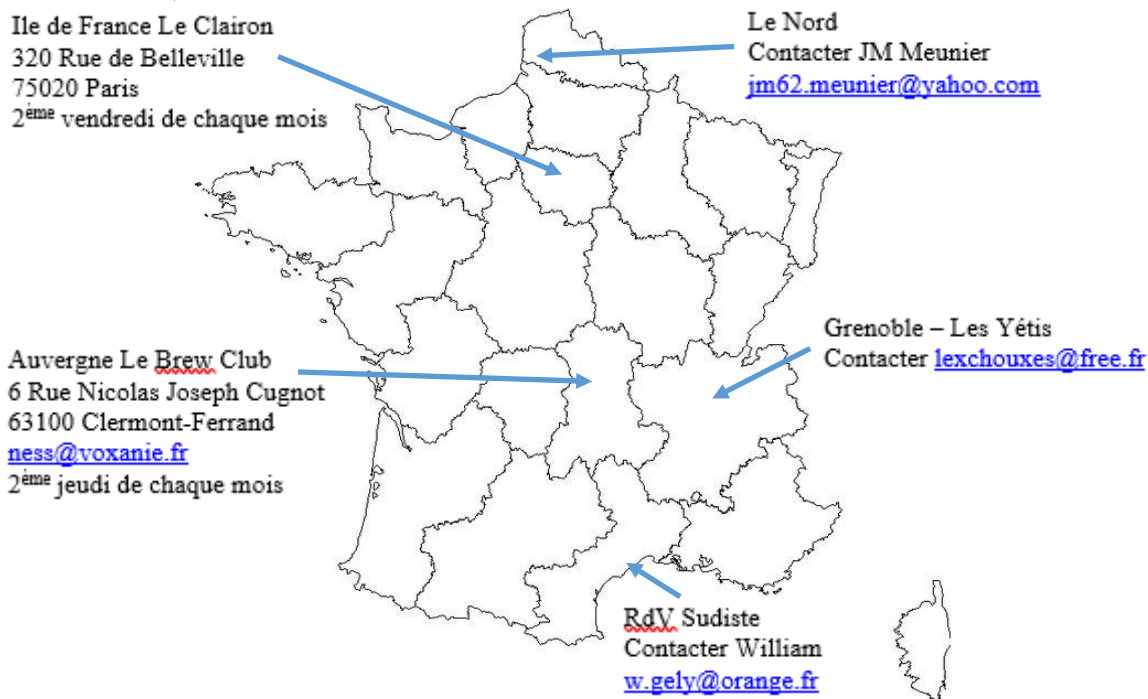 Ile de France Le Clairon
320 Rue de Belleville
75020 Paris
2ème vendredi de chaque mois
Le Nord
Contacter JM Meunier
jm62.meunier@yahoo.com
Auvergne Le Brew Club
6 Rue Nicolas Joseph Cugnot
63100 Clermont-Ferrand
ness@voxanie.fr
2ème jeudi de chaque mois
Grenoble – Les Yétis
Contacter lexchouxes@free.fr
RdV Sudiste
Contacter William
w.gely@orange.fr